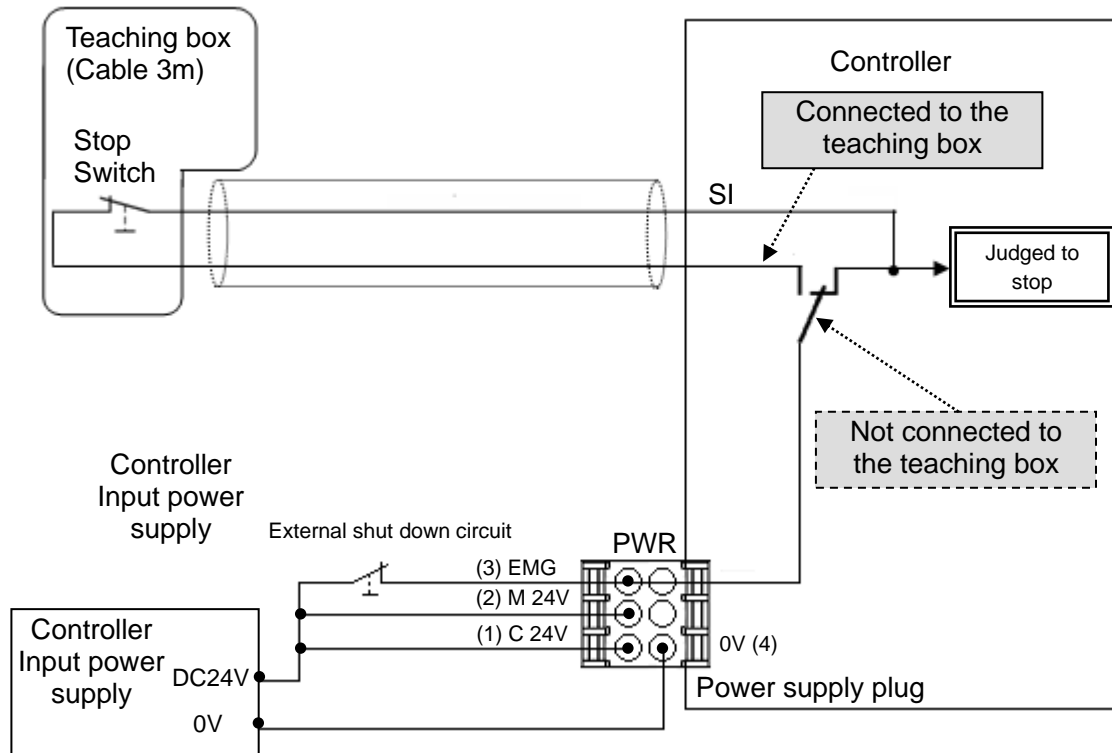 Teaching box
(Cable 3m)
Controller
Connected to the
teaching box
Stop
Switch
SI
Judged to
stop
Not connected to
the teaching box
Controller
Input power
supply
External shut down circuit
PWR
(3) EMG
(2) M 24V
(1) C 24V
0V (4)
Controller
Input power
supply
DC24V
0V
Power supply plug